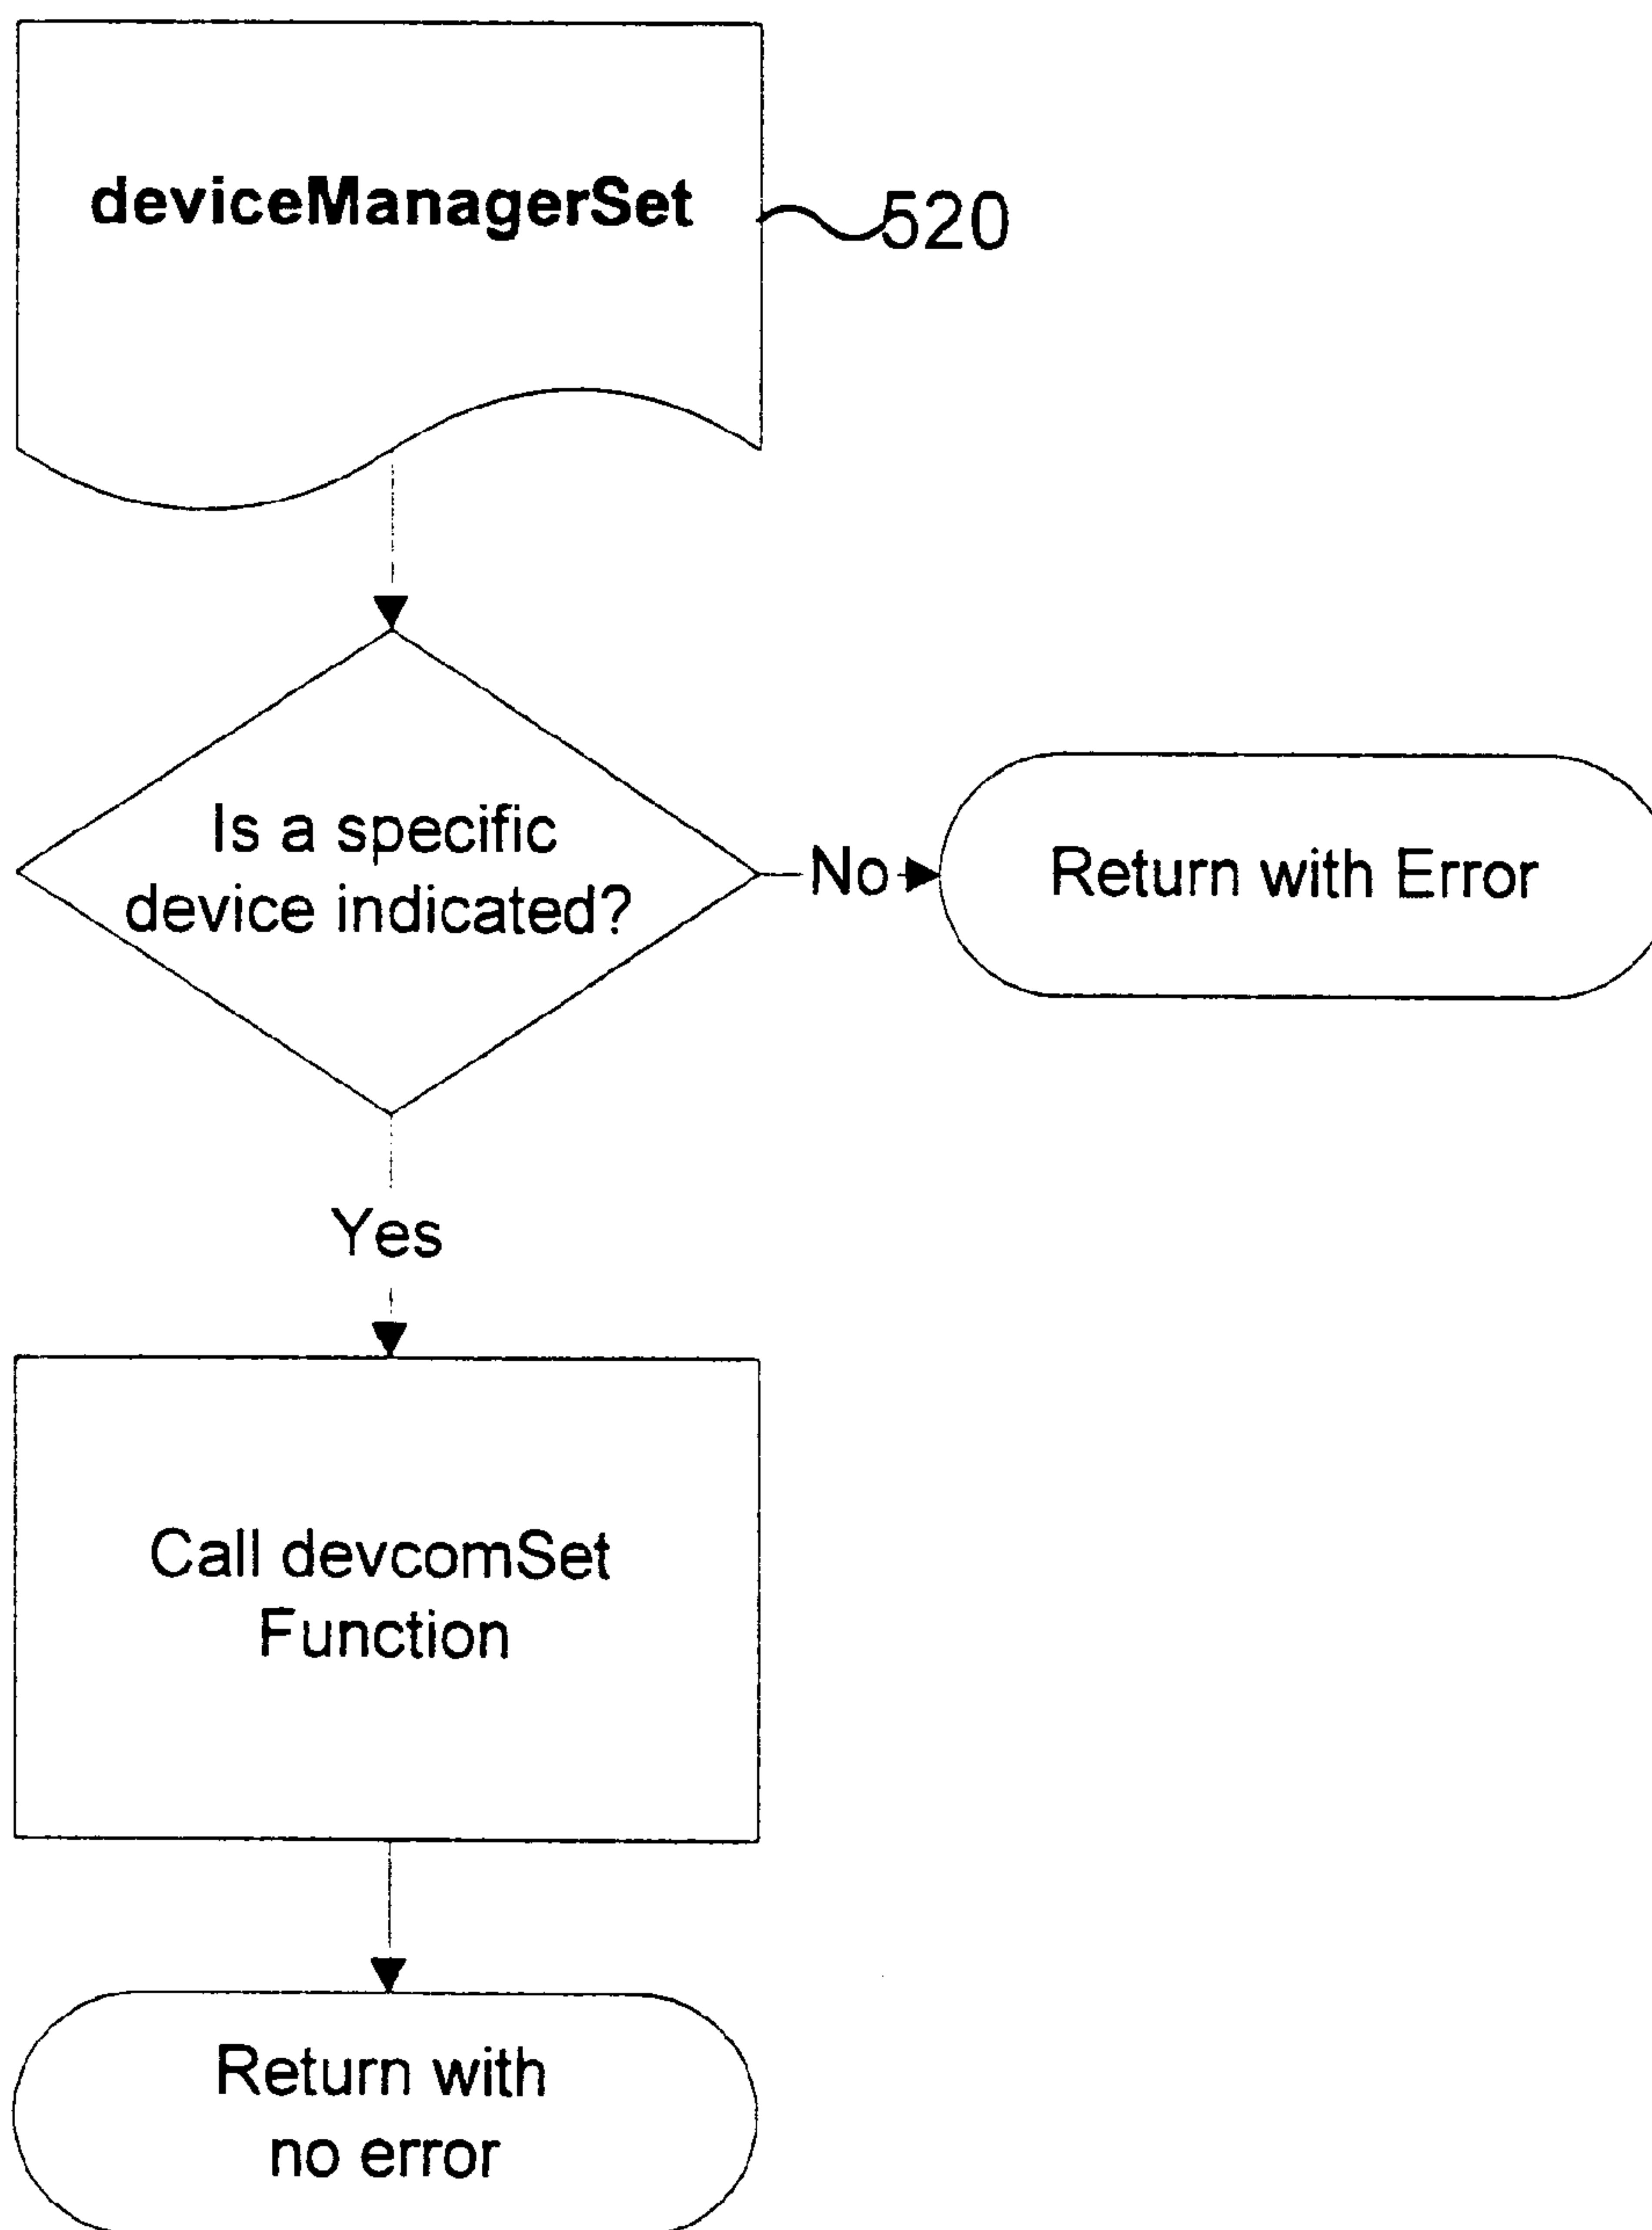 deviceManagerSet
520
Is a specific
device indicated?
No
Return with Error
Yes
Call devcomSet
Function
Return with
no error